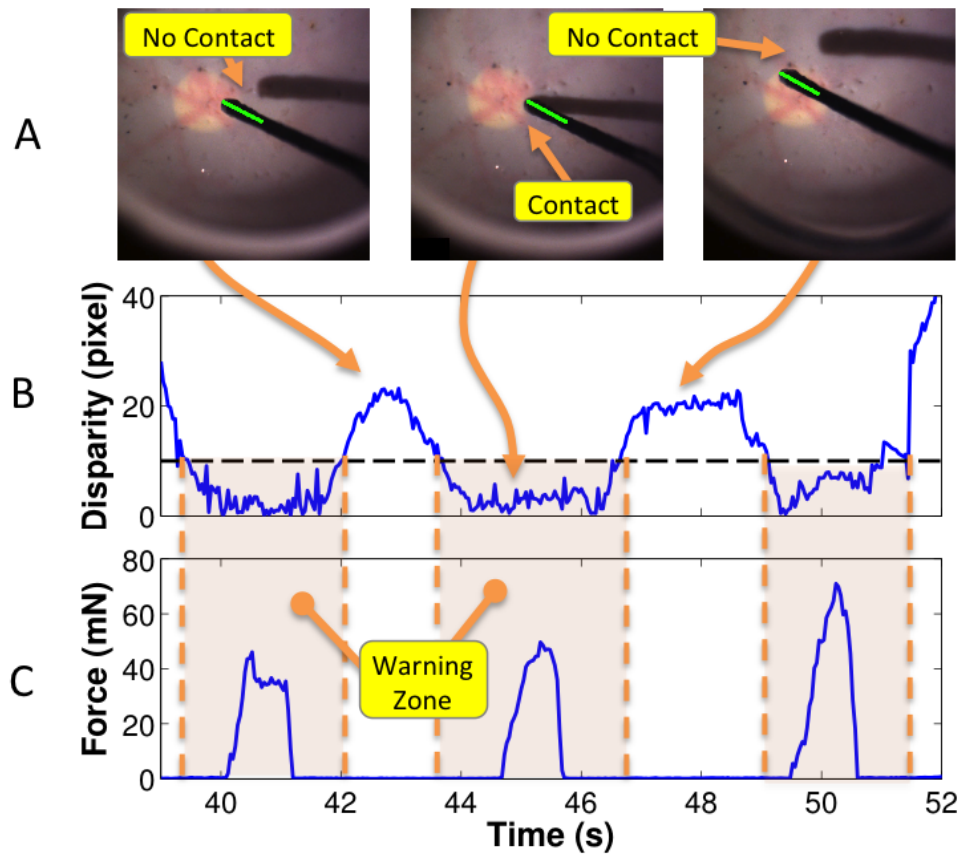 No Contact
No Contact
A
Contact
B
Disparity (pixel)
40
20
0
C
Force (mN)
80
60
40
20
0
Warning
Zone
40
42
44
46
48
50
52
Time (s)